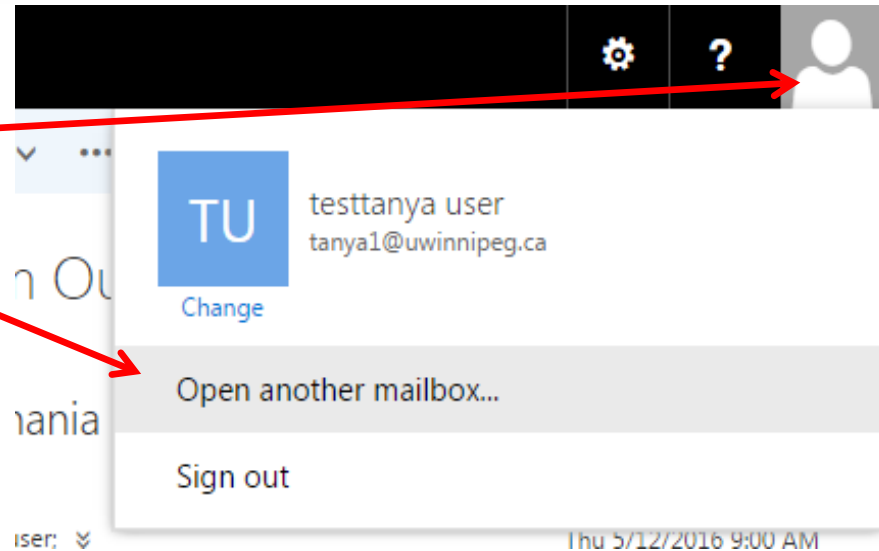 ?
TU
testtanya user
tanya1@uwinnipeg.ca
Change
n Ou
Open another mailbox...
Sign out
Thu 5/12/2016 9:00 AM